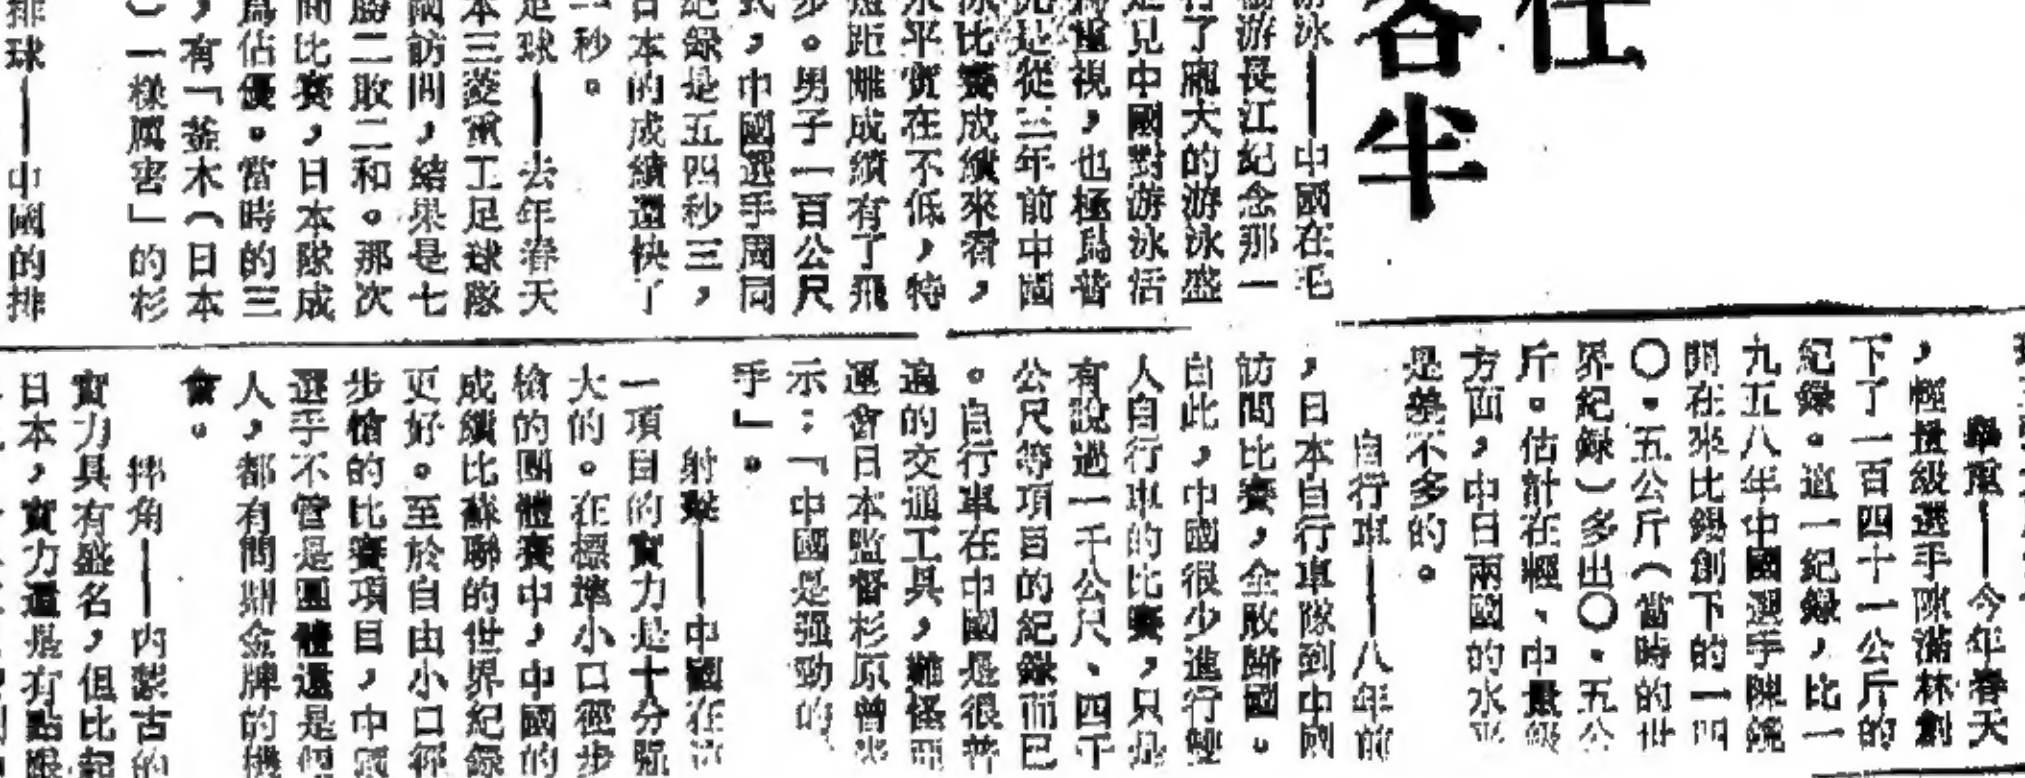 任
容半
游泳——中國在毛
暢游長江紀念那一
行了龐大的游泳盛
足見中國對游泳活
重視,也極爲普
是從三年前中國
泳比賽成績來看,
水平實在不低,特
短距離成績有了飛
步。男子一百公尺
式,中國選手周同
紀錄是五四秒三,
日本的成績還快了
一秒。
足球——去年春天
本三菱重工足球隊
國訪問,結果是七
勝二敗二和。那次
間比賽,日本隊成
爲佔優。當時的三
,有「釜木(日本
)一樣厲害」的杉
排球——中國的排
舉重——今年春天
,輕量級選手陳滿林創
下了一百四十一公斤的
紀錄。這一紀錄,比一
九五八年中國選手陳鏡
開在來比錫創下的一四
〇・五公斤(當時的世
界紀錄)多出〇・五公
斤。估計在輕、中量級
方面,中日兩國的水平
是差不多的。
自行車——八年前
,日本自行車隊到中國
訪問比賽,全敗歸國。
自此,中國很少進行
人自行車的比賽,只是
有說過一千公尺、四千
公尺等項目的紀錄而已
。自行車在中國是很普
遍的交通工具,難怪亞
運會日本監督杉原曾表
示:「中國是強勁的
手」。
射擊——中國在這
一項目的實力是十分强
大的。在標準小口徑步
槍的團體賽中,中國的
成績比蘇聯的世界紀錄
更好。至於自由小口徑
步槍的比賽項目,中國
選手不管是團體還是個
人,都有問鼎金牌的機
會。
摔角——內蒙古的
實力具有盛名,但比起
日本,實力還是有點